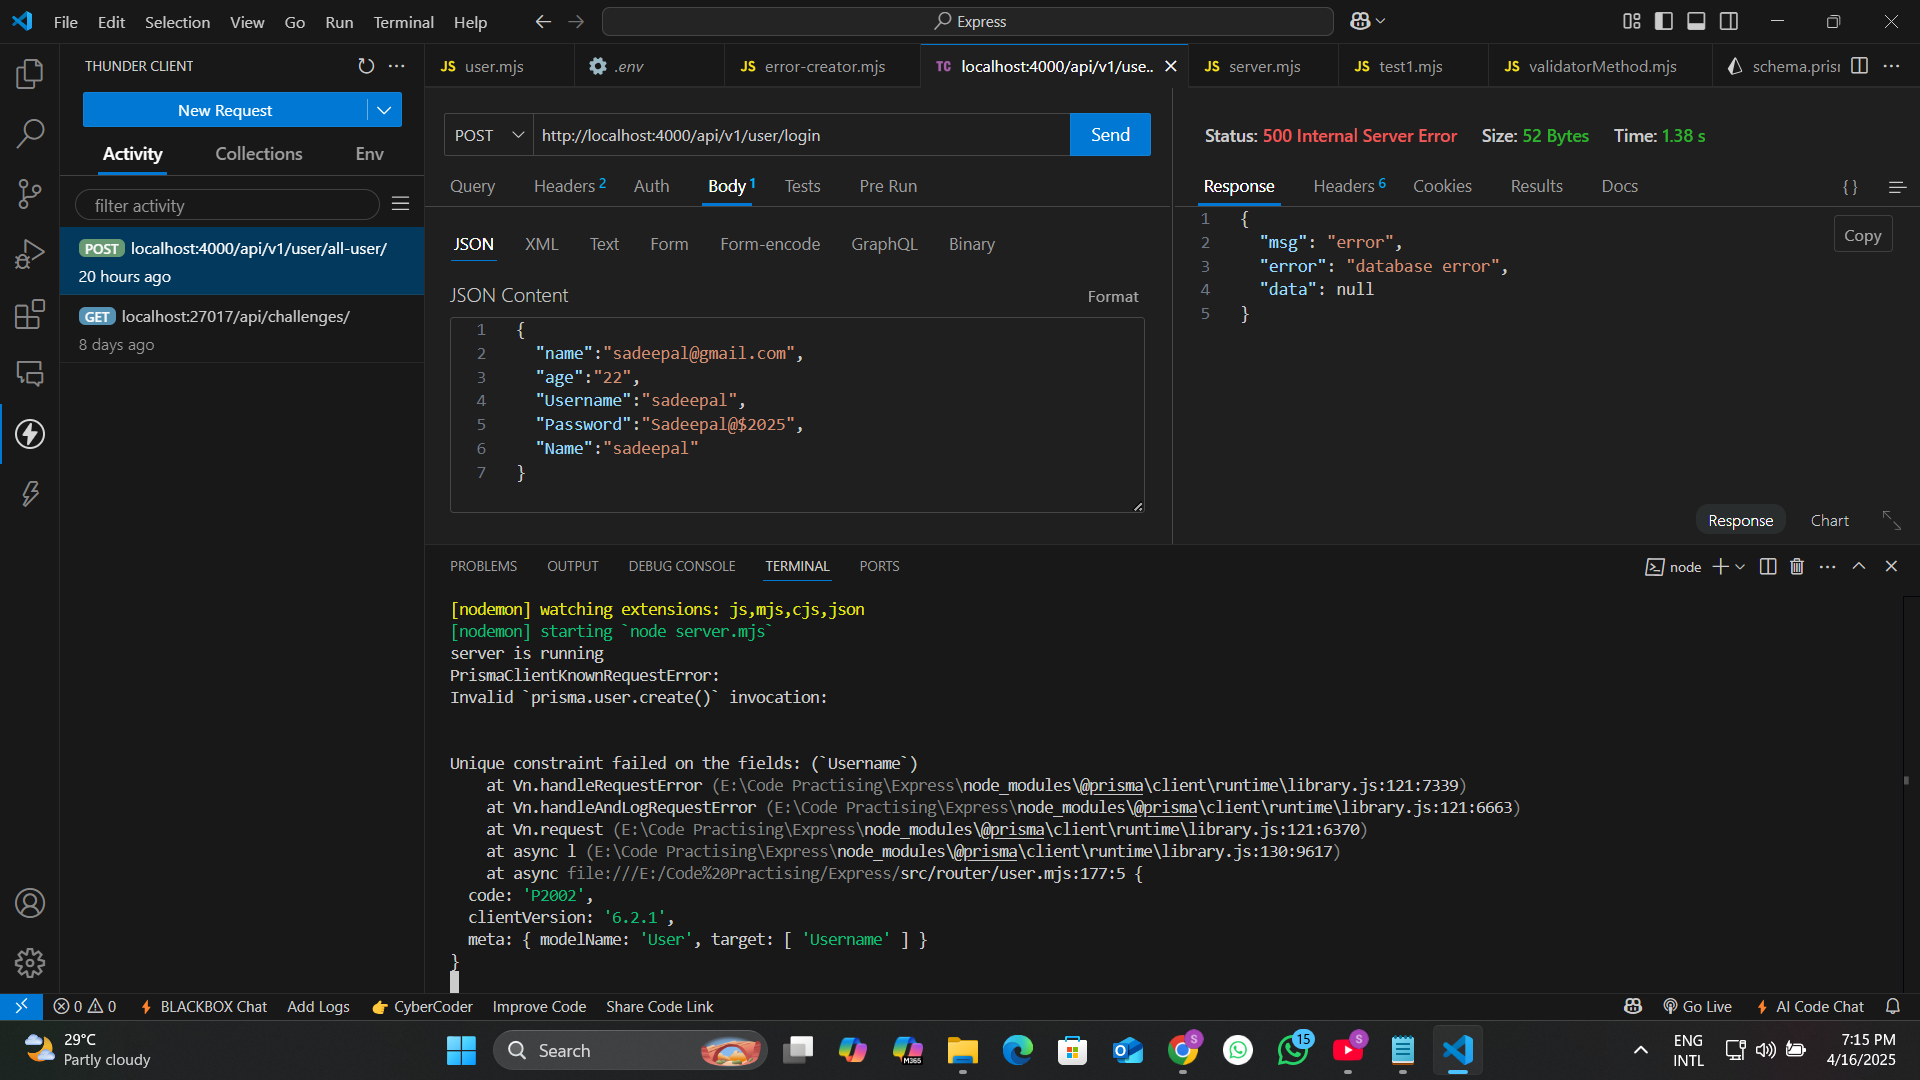 File Edit Selection View Go Run Terminal Help
Express
THUNDER CLIENT
New Request
Activity Collections Env
filter activity
POST localhost:4000/api/v1/user/all-user/
20 hours ago
GET localhost:27017/api/challenges/
8 days ago
JS user.mjs
.env
JS error-creator.mjs
TC localhost:4000/api/v1/use..
JS server.mjs
JS test1.mjs
JS validatorMethod.mjs
schema.prisr
POST http://localhost:4000/api/v1/user/login Send
Query Headers 2 Auth Body 1 Tests Pre Run
JSON XML Text Form Form-encode GraphQL Binary
JSON Content Format
1 {
2 "name":"sadeepal@gmail.com",
3 "age":"22",
4 "Username":"sadeepal",
5 "Password":"Sadeepal@$2025",
6 "Name":"sadeepal"
7 }
Status: 500 Internal Server Error Size: 52 Bytes Time: 1.38 s
Response Headers 6 Cookies Results Docs { }
1 {
2 "msg": "error",
3 "error": "database error",
4 "data": null
5 }
Copy
Response Chart
PROBLEMS OUTPUT DEBUG CONSOLE TERMINAL PORTS
node
[nodemon] watching extensions: js,mjs,cjs,json
[nodemon] starting `node server.mjs`
server is running
PrismaClientKnownRequestError:
Invalid `prisma.user.create()` invocation:
Unique constraint failed on the fields: (`Username`)
at Vn.handleRequestError (E:\Code Practising\Express\node_modules\@prisma\client\runtime\library.js:121:7339)
at Vn.handleAndLogRequestError (E:\Code Practising\Express\node_modules\@prisma\client\runtime\library.js:121:6663)
at Vn.request (E:\Code Practising\Express\node_modules\@prisma\client\runtime\library.js:121:6370)
at async l (E:\Code Practising\Express\node_modules\@prisma\client\runtime\library.js:130:9617)
at async file:///E:/Code%20Practising/Express/src/router/user.mjs:177:5 {
code: 'P2002',
clientVersion: '6.2.1',
meta: { modelName: 'User', target: [ 'Username' ] }
}
0 0 BLACKBOX Chat Add Logs CyberCoder Improve Code Share Code Link
Go Live AI Code Chat
29°C
Partly cloudy
Search
M365
S
15
S
ENG
INTL
7:15 PM
4/16/2025